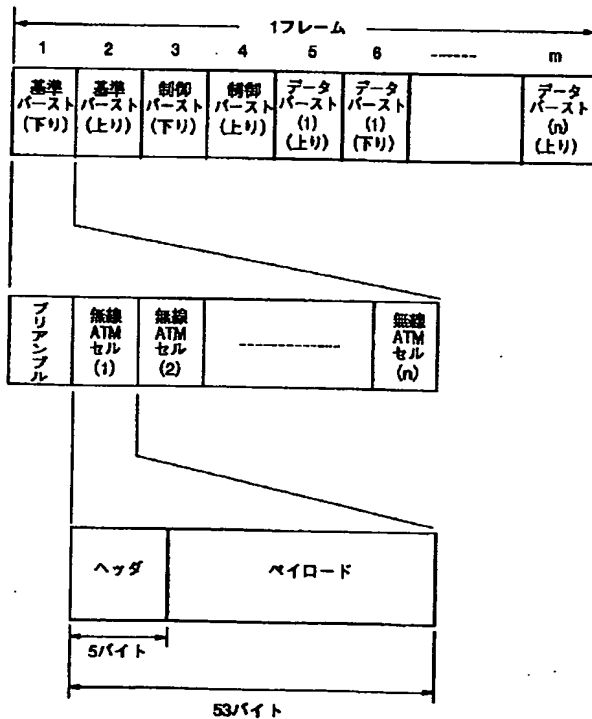 1フレーム
1 2 3 4 5 6 ------ m
基準
バースト
(下り)
基準
バースト
(上り)
制御
バースト
(下り)
制御
バースト
(上り)
データ
バースト
(1)
(上り)
データ
バースト
(1)
(下り)
データ
バースト
(n)
(上り)
プリアンブル
無線
ATM
セル
(1)
無線
ATM
セル
(2)
無線
ATM
セル
(n)
ヘッダ
ペイロード
5バイト
53バイト